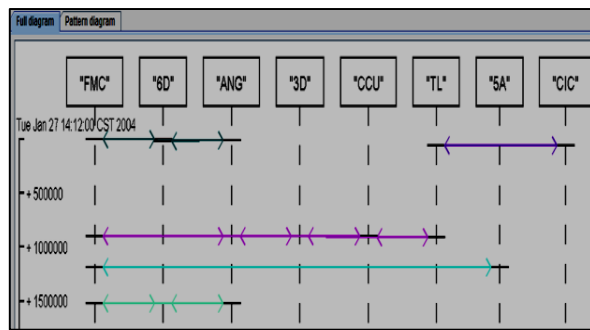 Full diagram Pattern diagram
"FMC" "6D" "ANG" "3D" "CCU" "TL" "5A" "CIC"
Tue Jan 27 14:12:00 CST 2004
+ 500000
+ 1000000
+ 1500000